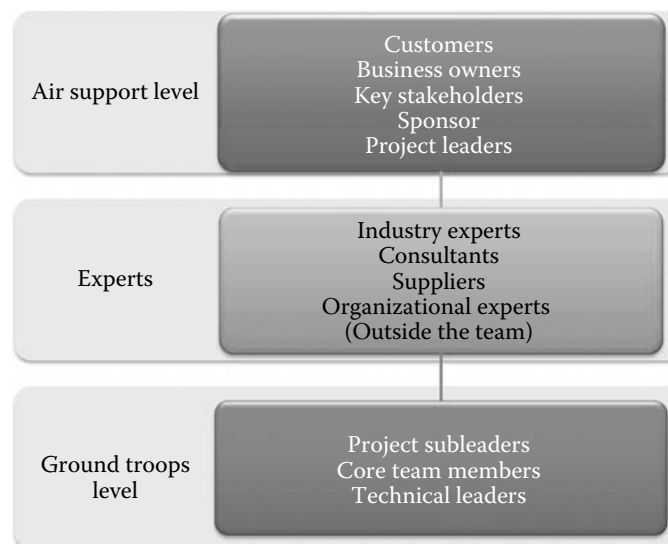 Air support level
Customers
Business owners
Key stakeholders
Sponsor
Project leaders
Experts
Industry experts
Consultants
Suppliers
Organizational experts
(Outside the team)
Ground troops
level
Project subleaders
Core team members
Technical leaders